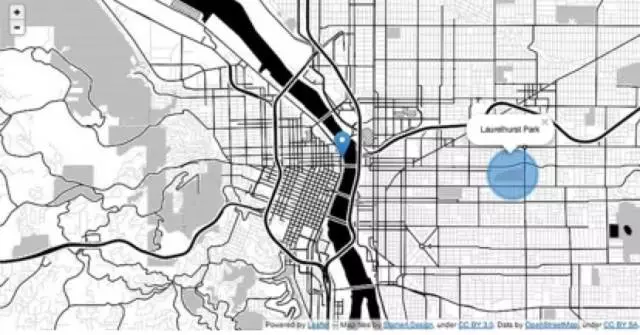 +
−
Laurelhurst Park
×
Powered by Leaflet — Map tiles by Stamen Design, under CC BY 3.0. Data by OpenStreetMap, under CC BY